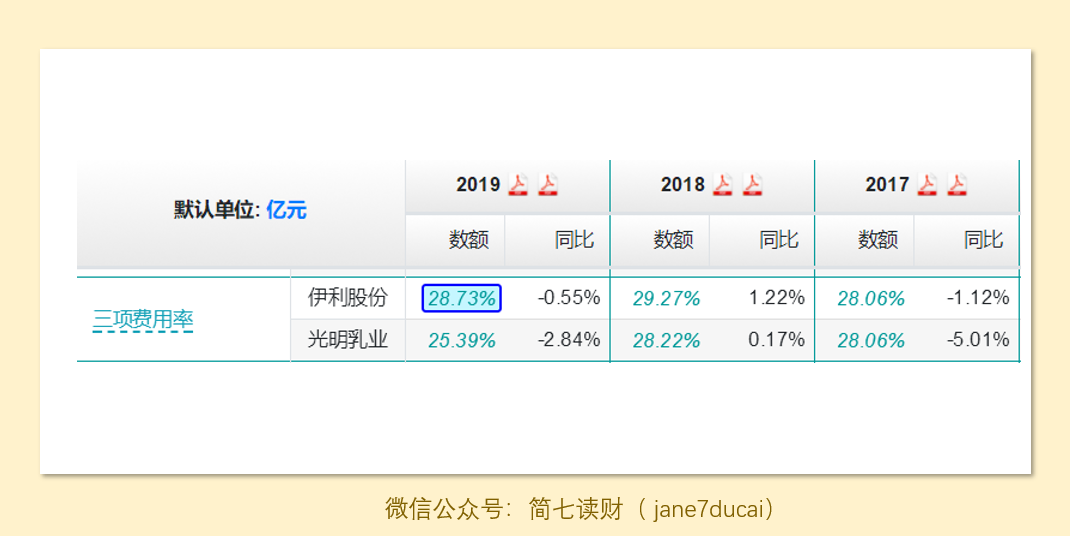 默认单位: 亿元
2019 2018 2017
数额 同比 数额 同比 数额 同比
三项费用率
伊利股份 28.73% -0.55% 29.27% 1.22% 28.06% -1.12%
光明乳业 25.39% -2.84% 28.22% 0.17% 28.06% -5.01%
微信公众号：简七读财（ jane7ducai）